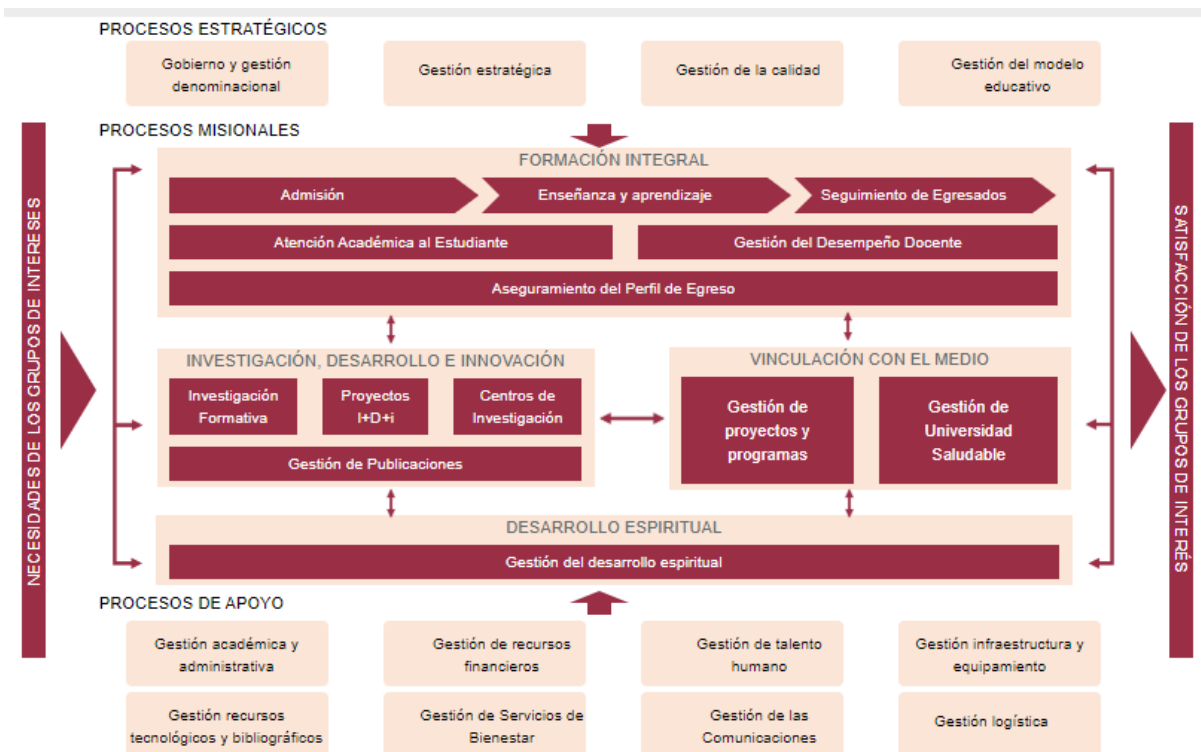 PROCESOS ESTRATÉGICOS
Gobierno y gestión
denominacional
Gestión estratégica
Gestión de la calidad
Gestión del modelo
educativo
NECESIDADES DE LOS GRUPOS DE INTERESES
PROCESOS MISIONALES
FORMACIÓN INTEGRAL
Admisión
Enseñanza y aprendizaje
Seguimiento de Egresados
Atención Académica al Estudiante
Gestión del Desempeño Docente
Aseguramiento del Perfil de Egreso
INVESTIGACIÓN, DESARROLLO E INNOVACIÓN
Investigación
Formativa
Proyectos
I+D+i
Centros de
Investigación
Gestión de Publicaciones
VINCULACIÓN CON EL MEDIO
Gestión de
proyectos y
programas
Gestión de
Universidad
Saludable
DESARROLLO ESPIRITUAL
Gestión del desarrollo espiritual
SATISFACCIÓN DE LOS GRUPOS DE INTERÉS
PROCESOS DE APOYO
Gestión académica y
administrativa
Gestión de recursos
financieros
Gestión de talento
humano
Gestión infraestructura y
equipamiento
Gestión recursos
tecnológicos y bibliográficos
Gestión de Servicios de
Bienestar
Gestión de las
Comunicaciones
Gestión logística